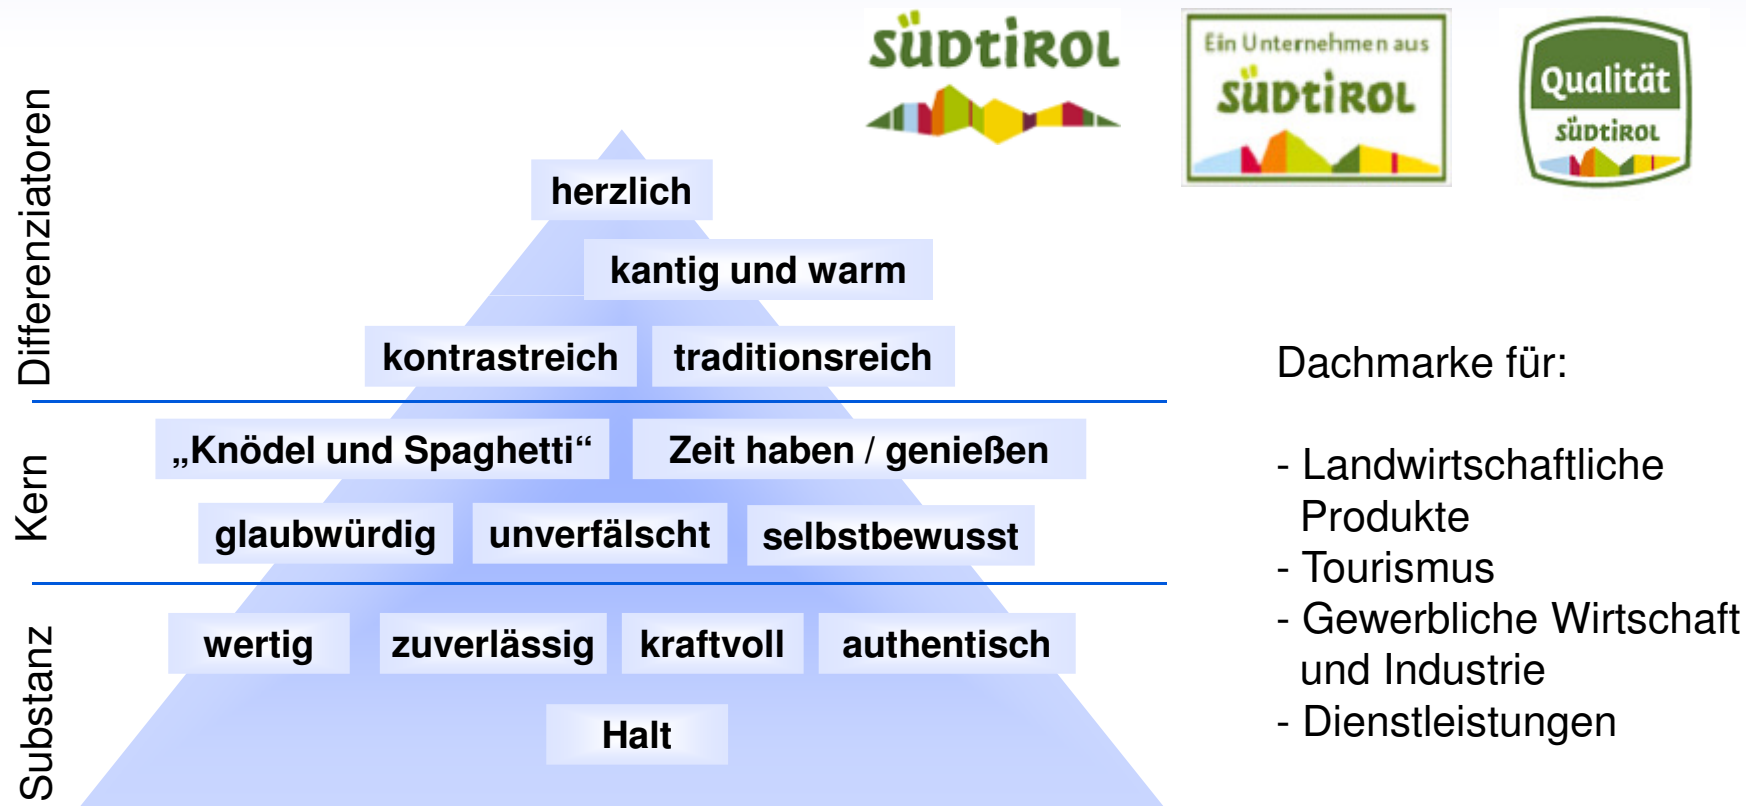 SÜDTIROL
Ein Unternehmen aus
SÜDTIROL
Qualität
SÜDTIROL
Differenziatoren
herzlich
kantig und warm
kontrastreich
traditionsreich
Kern
„Knödel und Spaghetti“
Zeit haben / genießen
glaubwürdig
unverfälscht
selbstbewusst
Substanz
wertig
zuverlässig
kraftvoll
authentisch
Halt
Dachmarke für:
- Landwirtschaftliche
Produkte
- Tourismus
- Gewerbliche Wirtschaft
und Industrie
- Dienstleistungen